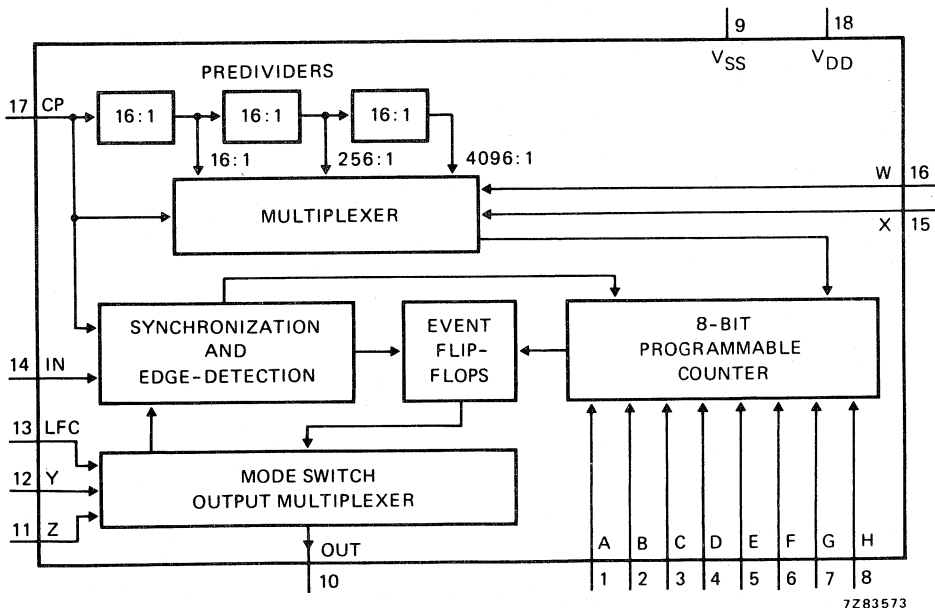 9
18
VSS
VDD
PREDIVIDERS
17 CP
16:1
16:1
16:1
16:1
256:1
4096:1
W 16
MULTIPLEXER
X 15
SYNCHRONIZATION
AND
EDGE-DETECTION
EVENT
FLIP-
FLOPS
8-BIT
PROGRAMMABLE
COUNTER
14 IN
13 LFC
12 Y
11 Z
MODE SWITCH
OUTPUT MULTIPLEXER
OUT
10
A B C D E F G H
1 2 3 4 5 6 7 8
7Z83573